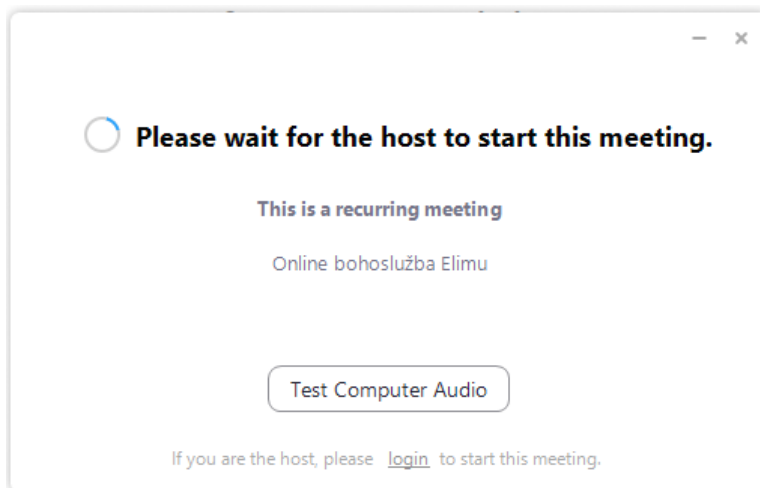 Please wait for the host to start this meeting.
This is a recurring meeting
Online bohoslužba Elimu
Test Computer Audio
If you are the host, please login to start this meeting.